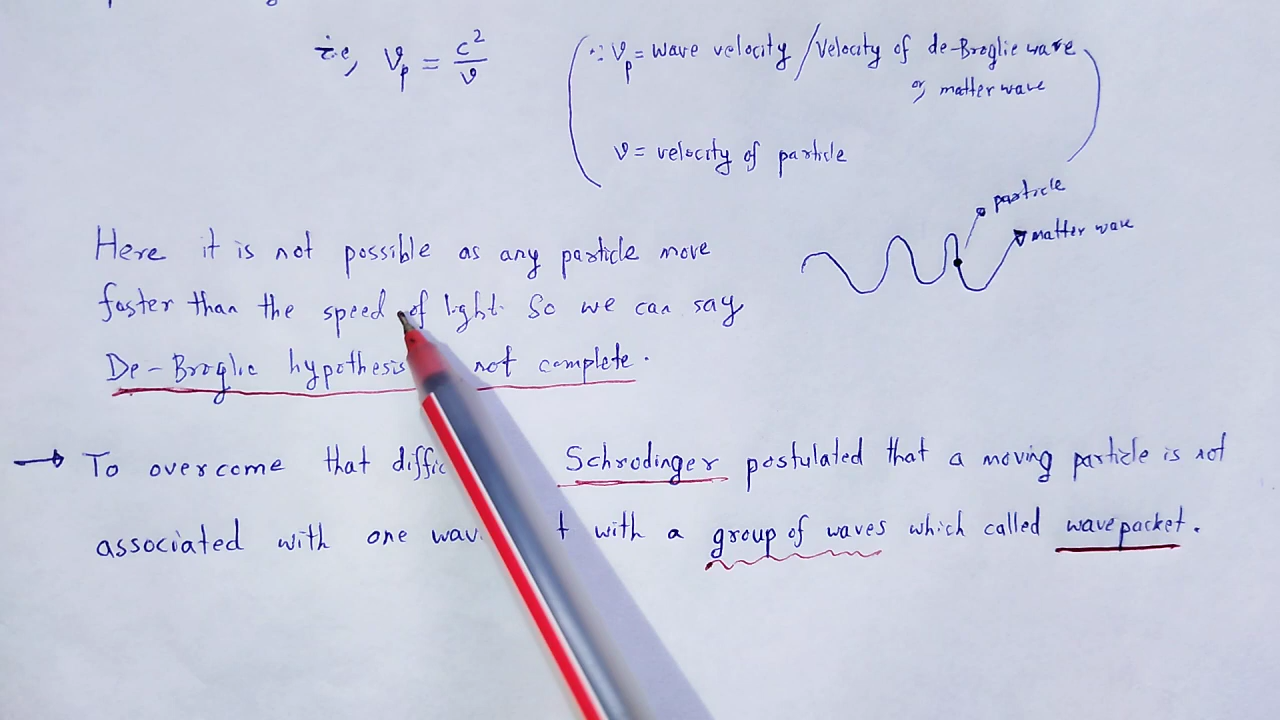 i.e, Vp = c²/v
(∵ Vp = wave velocity / velocity of de-Broglie wave
or, matter wave
v = velocity of particle)
particle
matter wave
Here it is not possible as any particle move
faster than the speed of light. So we can say
De-Broglie hypothesis not complete.
→ To overcome that Schrodinger postulated that a moving particle is not
associated with one with a group of waves which called wave packet.